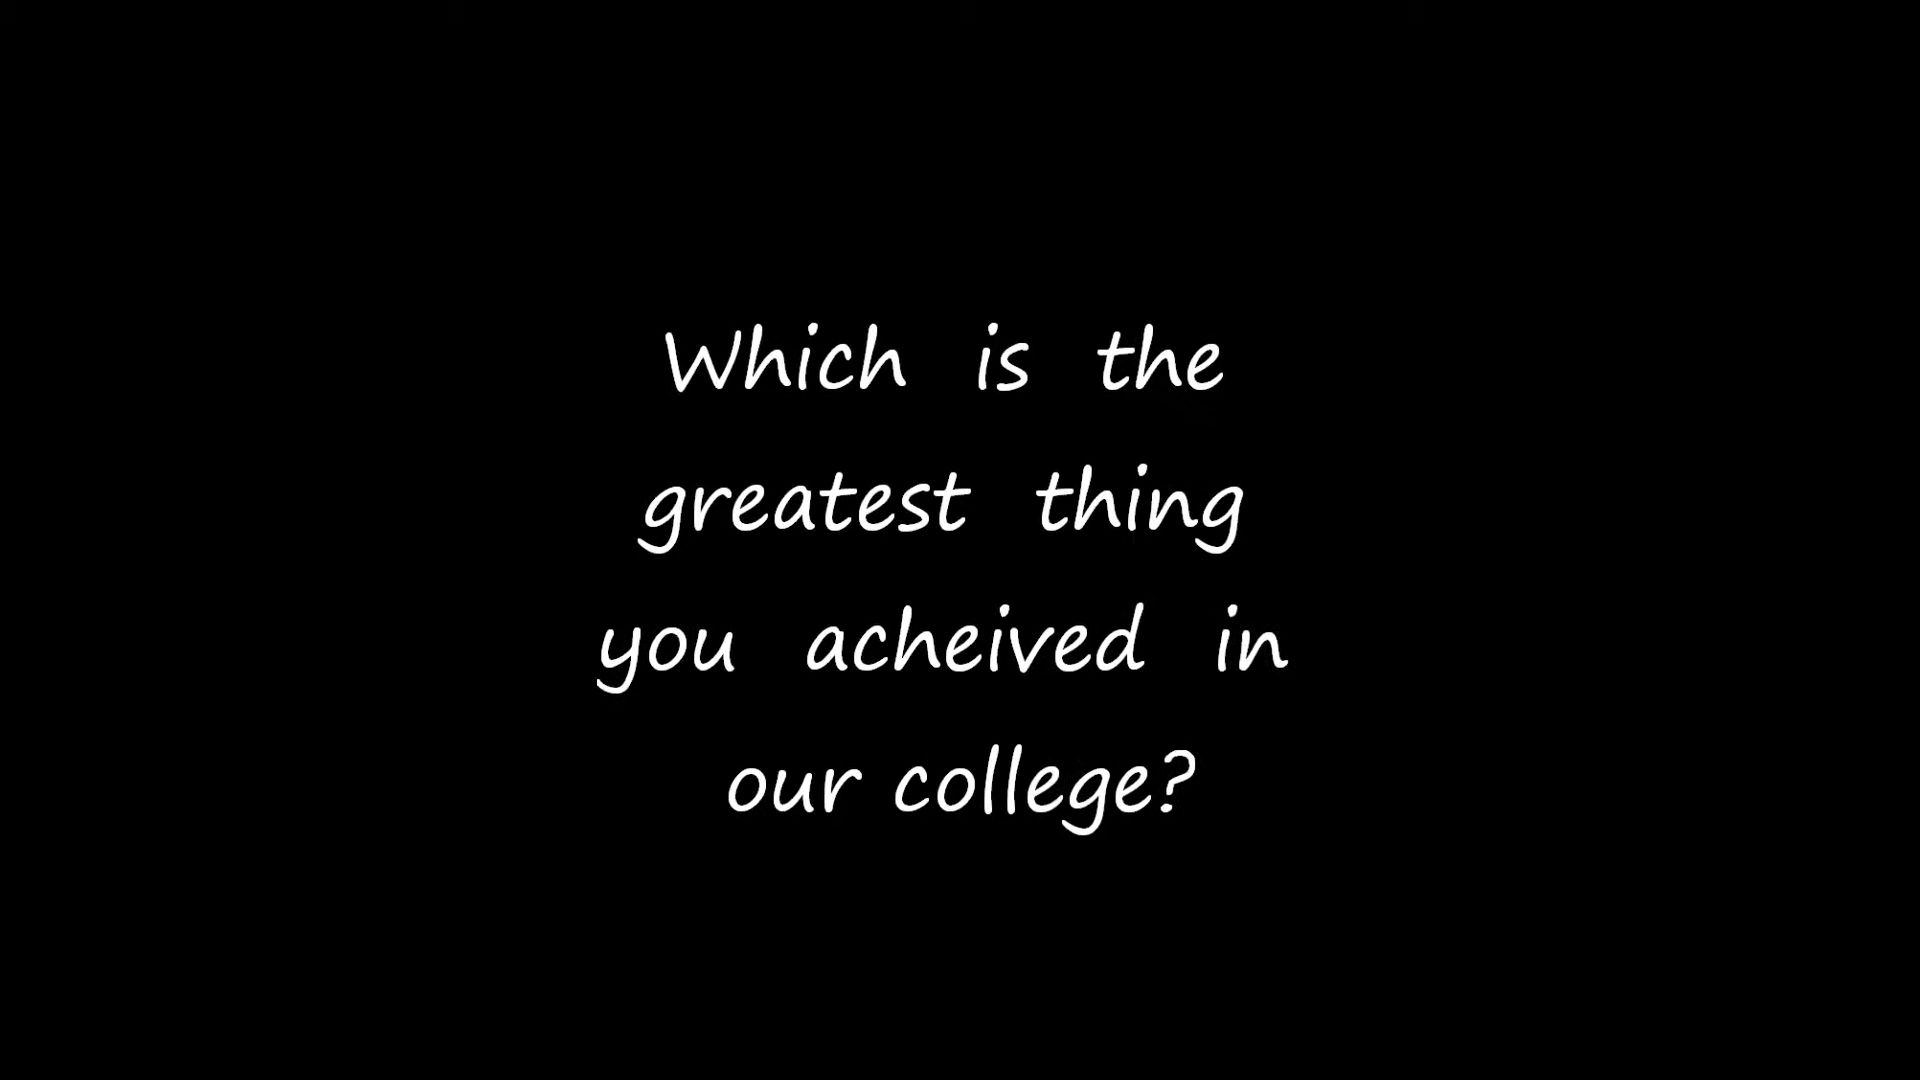 Which is the
greatest thing
you acheived in
our college?